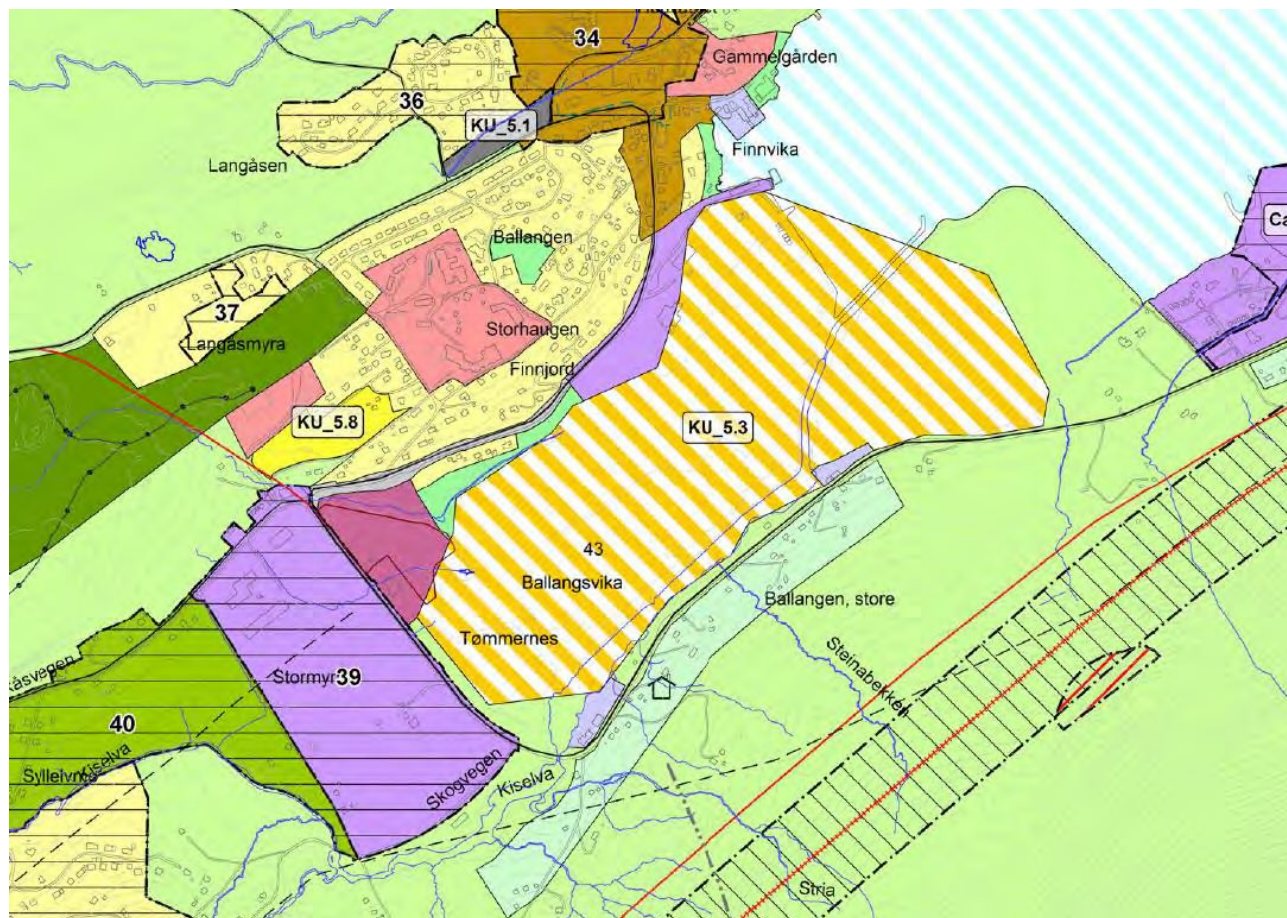 34
Gammelgården
36
KU_5.1
Finnvika
Langåsen
Ballangen
37
Langåsmyra
Storhaugen
Finnjord
KU_5.8
KU_5.3
43
Ballangsvika
Ballangen, store
Tømmernes
Steinabekken
Stormyr
39
åsvegen
40
Kiselva
Skogvegen
Kiselva
Stria
Ca